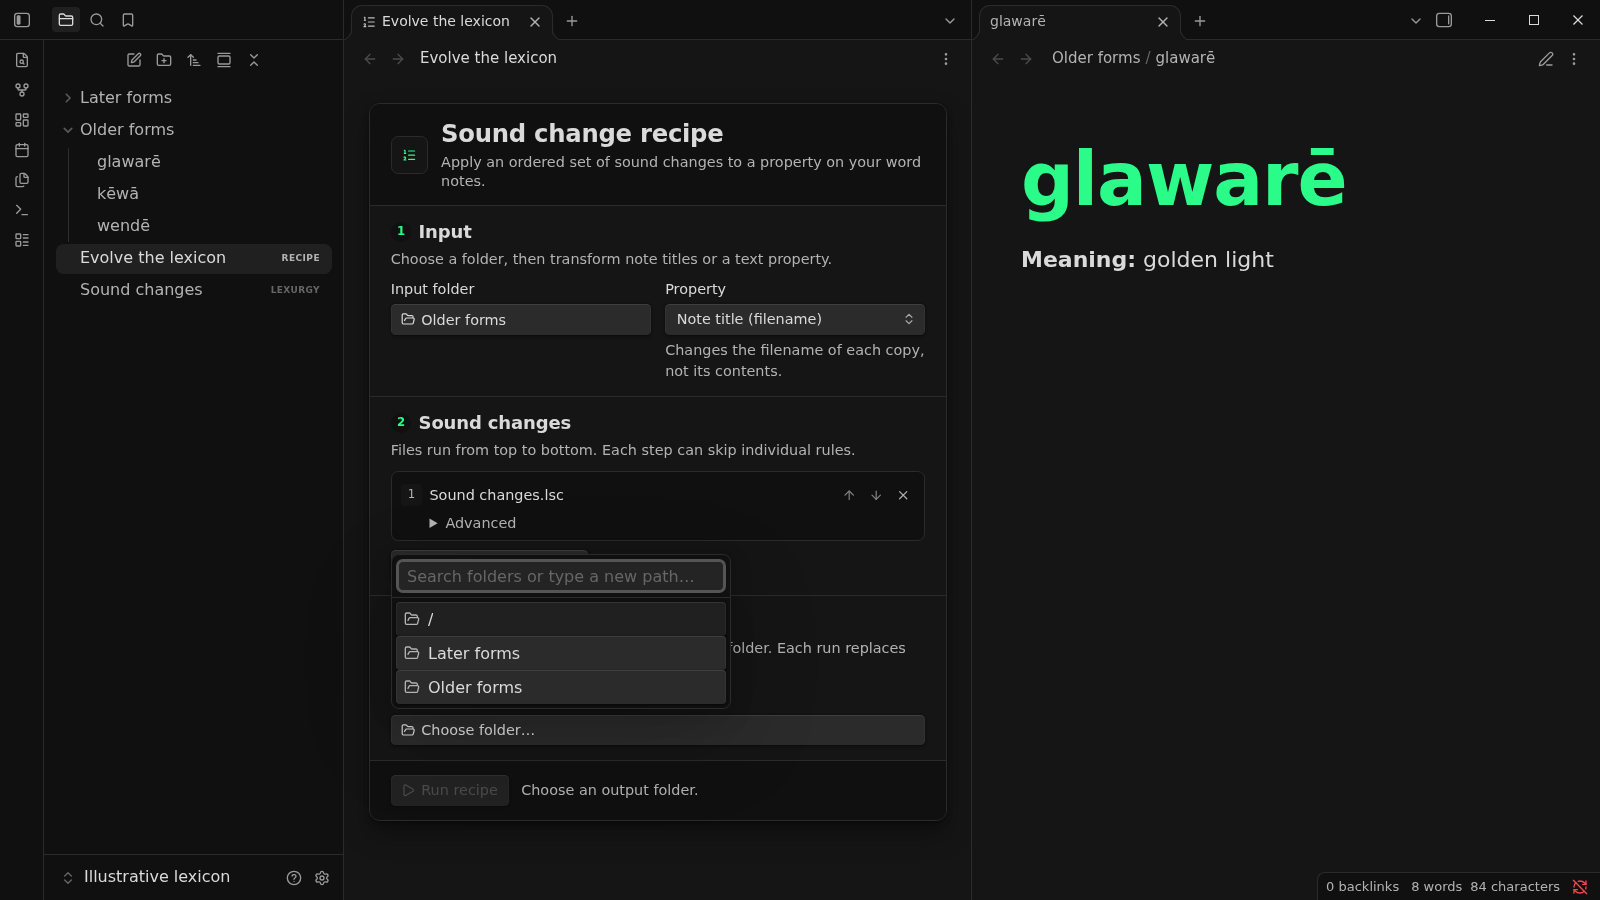 Evolve the lexicon
glawarē
Evolve the lexicon
Older forms / glawarē
Later forms
Older forms
glawarē
kēwā
wendē
Evolve the lexicon RECIPE
Sound changes LEXURGY
Illustrative lexicon
Sound change recipe
Apply an ordered set of sound changes to a property on your word
notes.
1 Input
Choose a folder, then transform note titles or a text property.
Input folder Property
Older forms Note title (filename)
Changes the filename of each copy,
not its contents.
2 Sound changes
Files run from top to bottom. Each step can skip individual rules.
1 Sound changes.lsc
Advanced
Search folders or type a new path…
/
Later forms
folder. Each run replaces
Older forms
Choose folder…
Run recipe Choose an output folder.
glawarē
Meaning: golden light
0 backlinks 8 words 84 characters